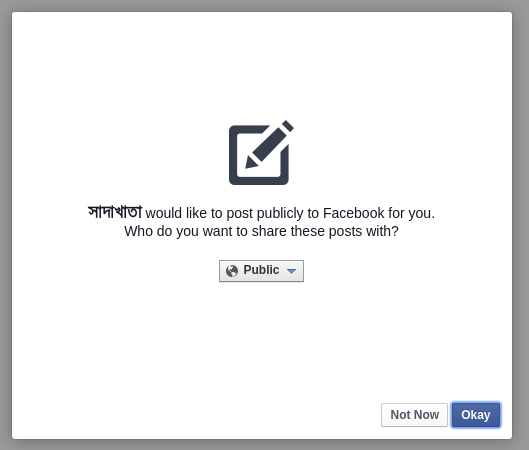 সাদাখাতা would like to post publicly to Facebook for you.
Who do you want to share these posts with?
Public
Not Now Okay